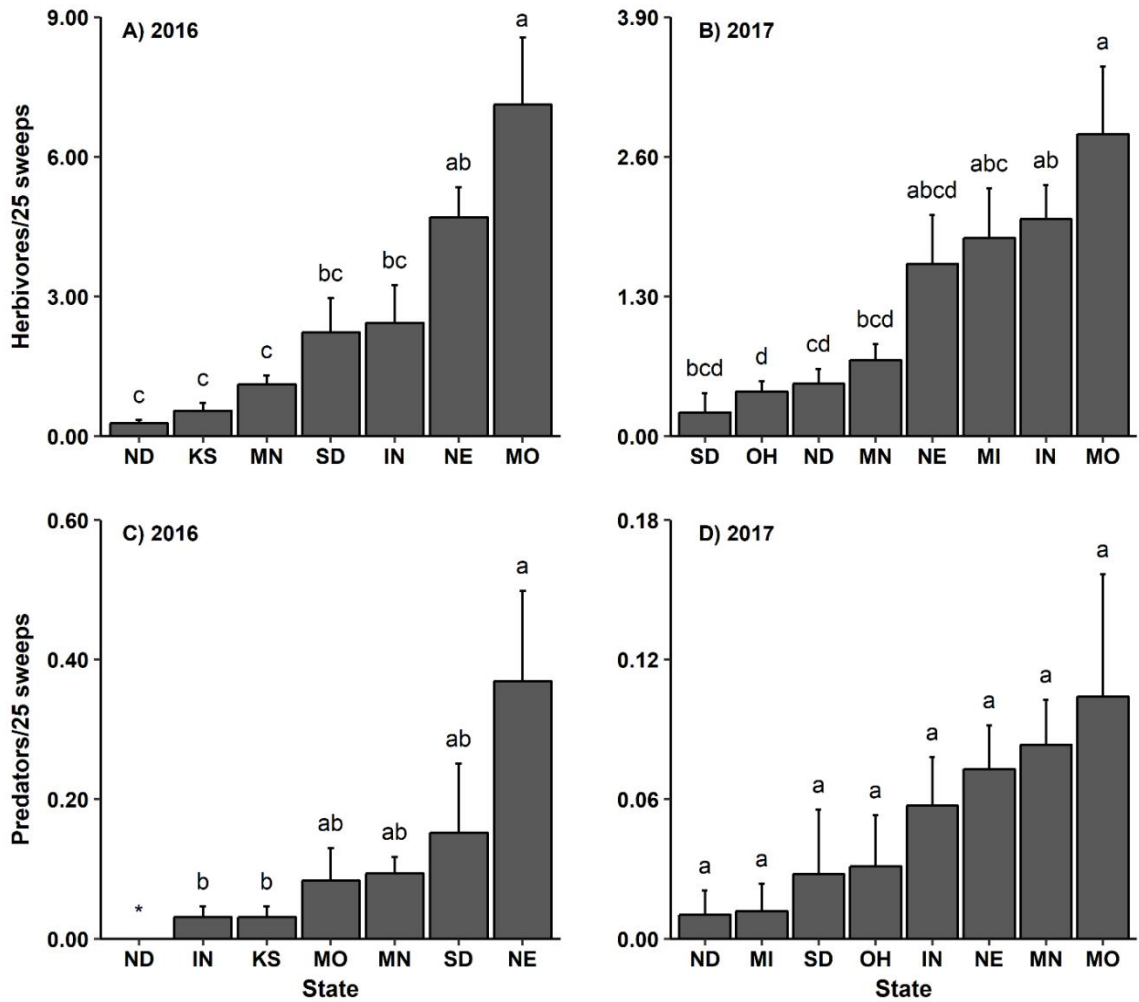 A) 2016
Herbivores/25 sweeps
9.00
6.00
3.00
0.00
c
c
c
bc
bc
ab
a
ND KS MN SD IN NE MO
B) 2017
3.90
2.60
1.30
0.00
bcd
d
cd
bcd
abcd
abc
ab
a
SD OH ND MN NE MI IN MO
C) 2016
Predators/25 sweeps
0.60
0.40
0.20
0.00
*
b
b
ab
ab
ab
a
ND IN KS MO MN SD NE
State
D) 2017
0.18
0.12
0.06
0.00
a
a
a
a
a
a
a
a
ND MI SD OH IN NE MN MO
State